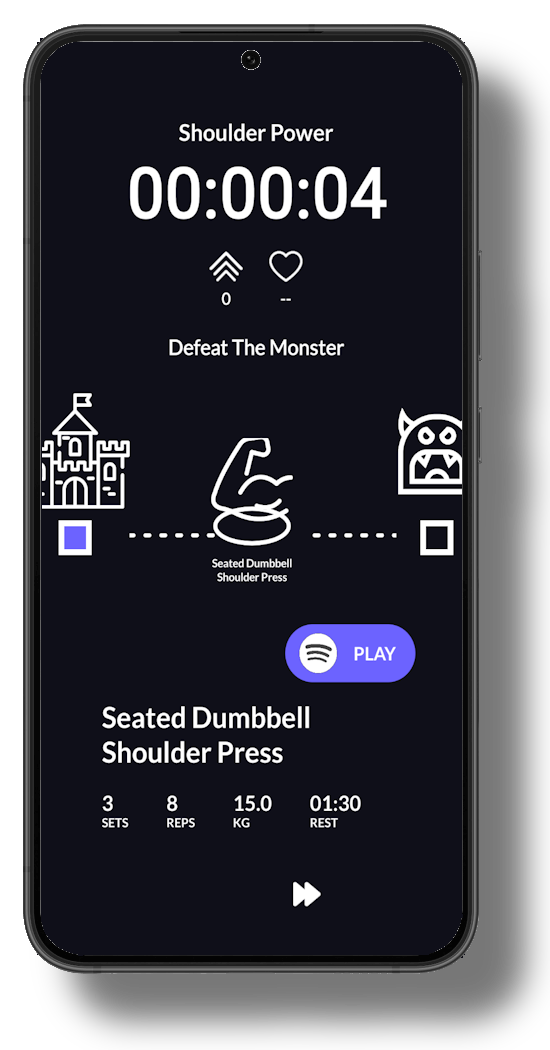 Shoulder Power
00:00:04
0 --
Defeat The Monster
Seated Dumbbell
Shoulder Press
PLAY
Seated Dumbbell
Shoulder Press
3 8 15.0 01:30
SETS REPS KG REST